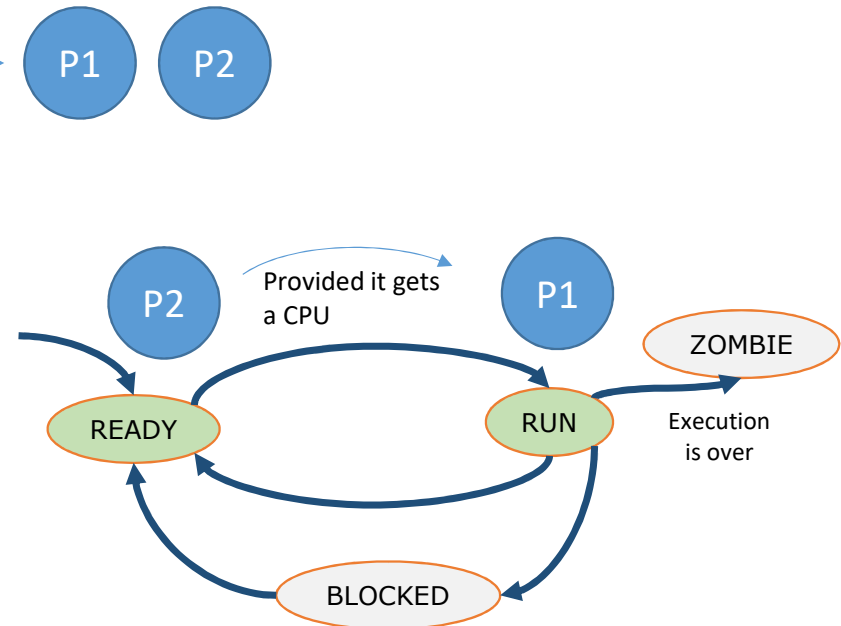 P1
P2
P2
Provided it gets
a CPU
P1
ZOMBIE
READY
RUN
Execution
is over
BLOCKED